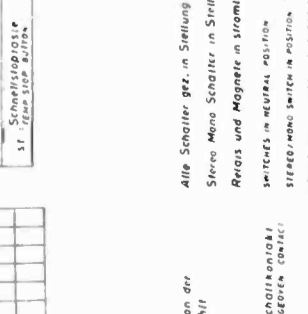 ST : Schnellstoptaste
TEMP STOP BUTTON
Alle Schalter gez. in Stellung
Stereo Mono Schalter in Stell
Relais und Magnete in stroml
SWITCHES IN NEUTRAL POSITION
STEREO/MONO SWITCH IN POSITION
on der
hlt
chaltkontakt
GEOVEN CONTACT